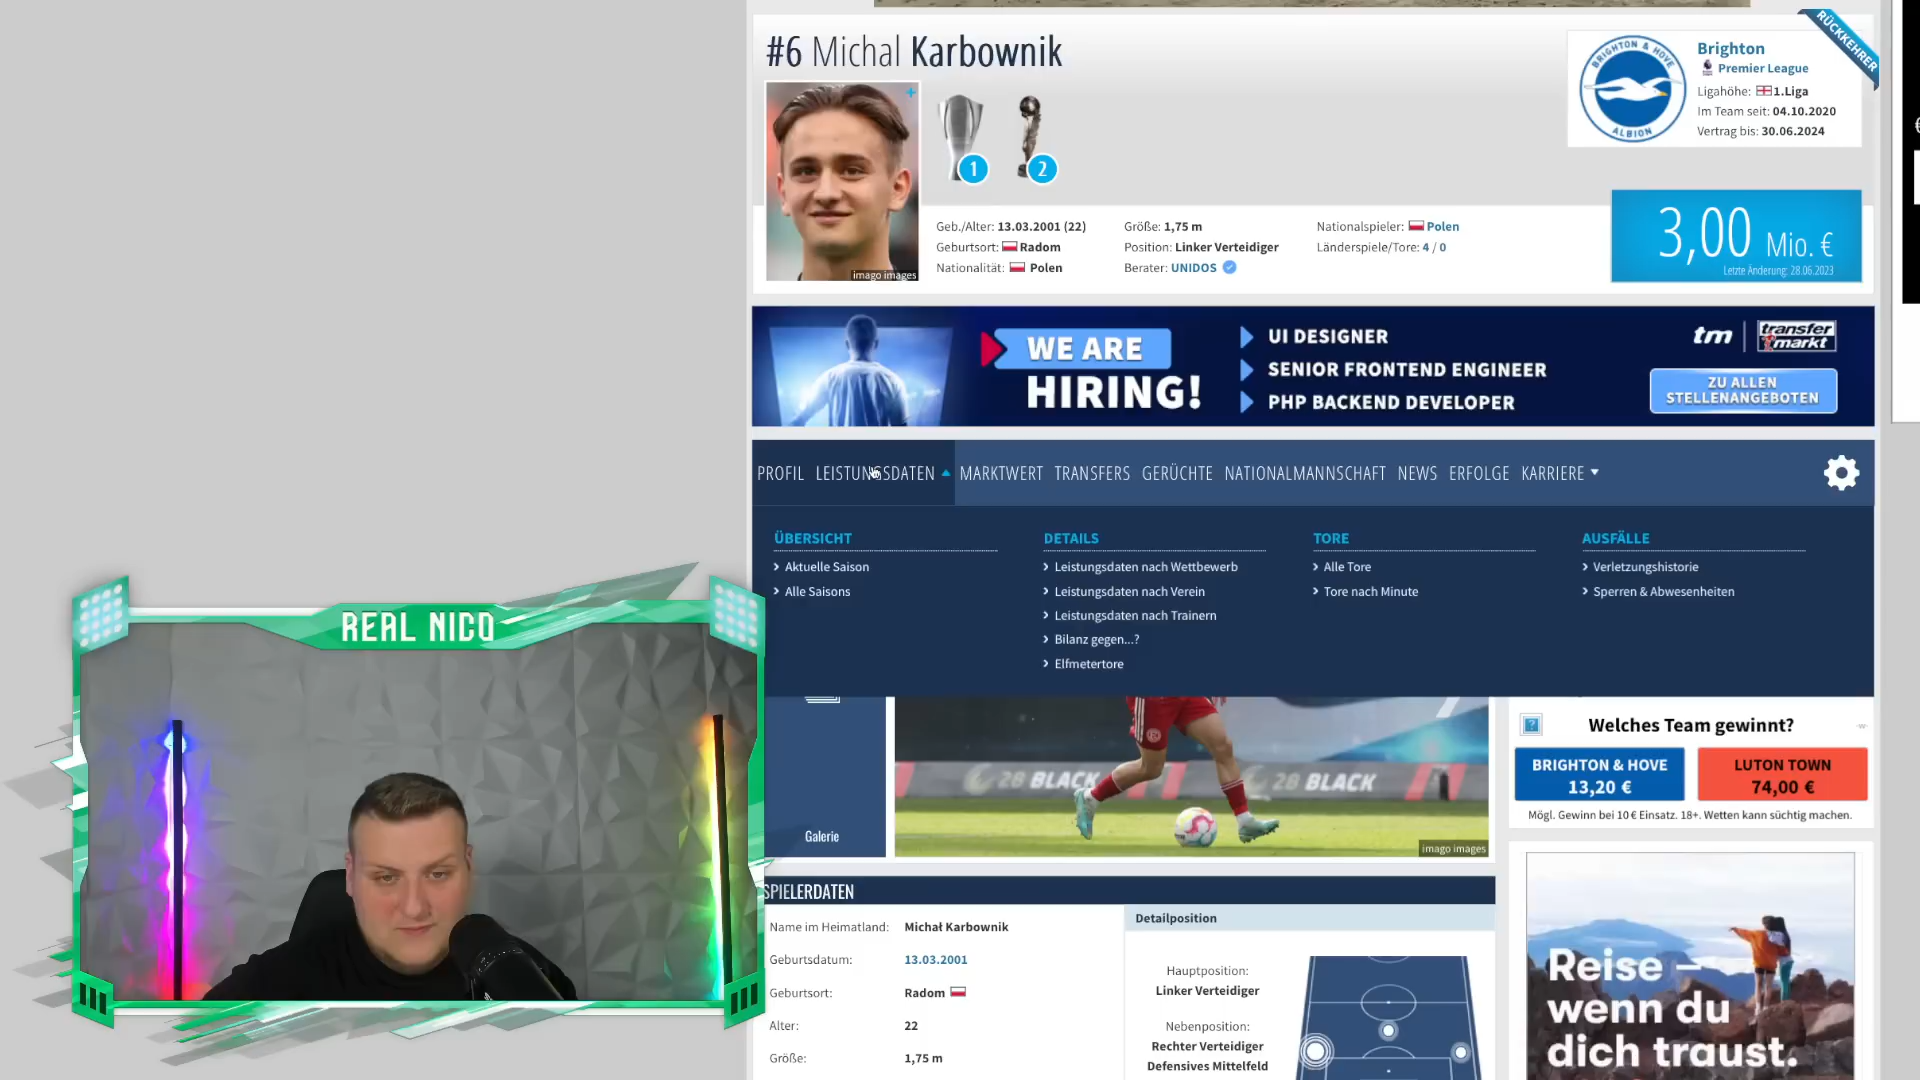 #6 Michal Karbownik
RÜCKKEHRER
BRIGHTON & HOVE
ALBION
Brighton
Premier League
Ligahöhe: 1.Liga
Im Team seit: 04.10.2020
Vertrag bis: 30.06.2024
1
2
imago images
Geb./Alter: 13.03.2001 (22)
Geburtsort: Radom
Nationalität: Polen
Größe: 1,75 m
Position: Linker Verteidiger
Berater: UNIDOS
Nationalspieler: Polen
Länderspiele/Tore: 4 / 0
3,00 Mio. €
Letzte Änderung: 28.06.2023
WE ARE
HIRING!
UI DESIGNER
SENIOR FRONTEND ENGINEER
PHP BACKEND DEVELOPER
tm
transfer
markt
ZU ALLEN
STELLENANGEBOTEN
PROFIL LEISTUNGSDATEN MARKTWERT TRANSFERS GERÜCHTE NATIONALMANNSCHAFT NEWS ERFOLGE KARRIERE
ÜBERSICHT
Aktuelle Saison
Alle Saisons
DETAILS
Leistungsdaten nach Wettbewerb
Leistungsdaten nach Verein
Leistungsdaten nach Trainern
Bilanz gegen...?
Elfmetertore
TORE
Alle Tore
Tore nach Minute
AUSFÄLLE
Verletzungshistorie
Sperren & Abwesenheiten
REAL NICO
Galerie
28 BLACK
28 BLACK
imago images
Welches Team gewinnt?
BRIGHTON & HOVE
13,20 €
LUTON TOWN
74,00 €
Mögl. Gewinn bei 10 € Einsatz. 18+. Wetten kann süchtig machen.
SPIELERDATEN
Name im Heimatland: Michał Karbownik
Geburtsdatum: 13.03.2001
Geburtsort: Radom
Alter: 22
Größe: 1,75 m
Detailposition
Hauptposition:
Linker Verteidiger
Nebenposition:
Rechter Verteidiger
Defensives Mittelfeld
Reise –
wenn du
dich traust.